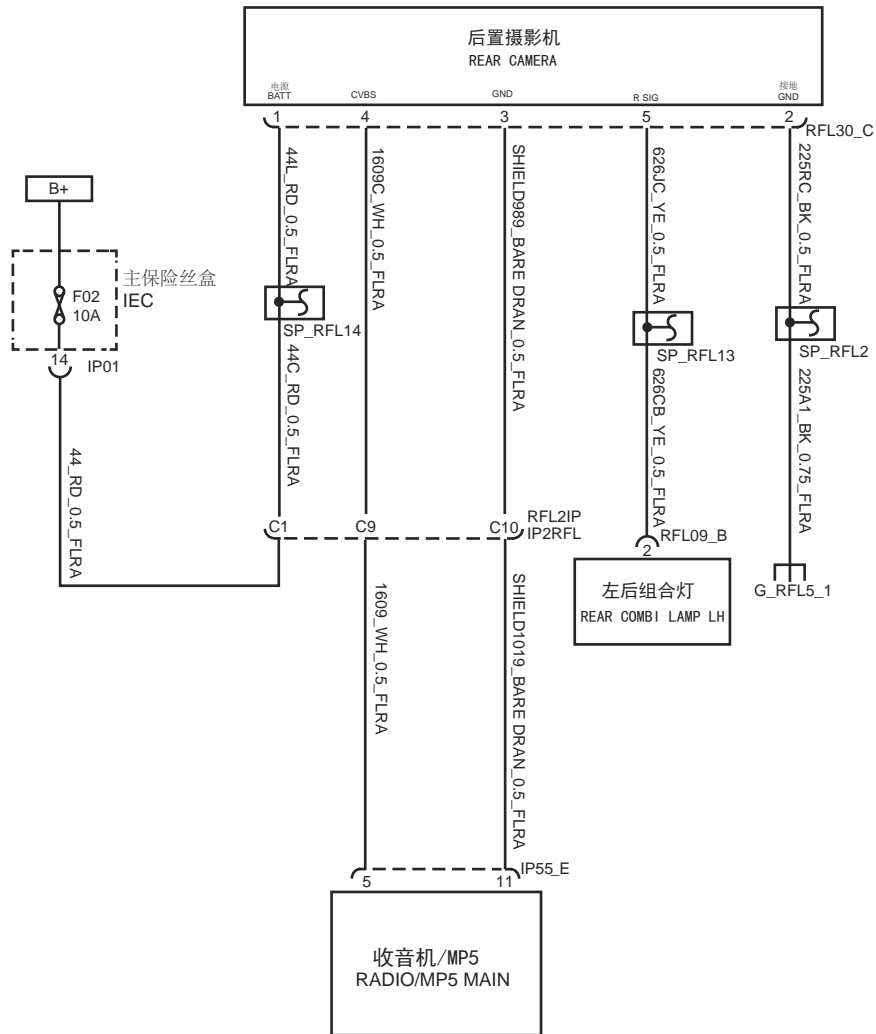 后置摄影机
REAR CAMERA
电源
BATT
CVBS
GND
R SIG
接地
GND
1
4
3
5
2
RFL30_C
44L_RD_0.5_FLRA
1609C_WH_0.5_FLRA
SHIELD989_BARE DRAN_0.5_FLRA
626JC_YE_0.5_FLRA
225RC_BK_0.5_FLRA
B+
主保险丝盒
IEC
F02
10A
14
IP01
SP_RFL14
SP_RFL13
SP_RFL2
44C_RD_0.5_FLRA
626CB_YE_0.5_FLRA
225A1_BK_0.75_FLRA
44_RD_0.5_FLRA
C1
C9
C10
RFL2IP
IP2RFL
RFL09_B
2
左后组合灯
REAR COMBI LAMP LH
G_RFL5_1
1609_WH_0.5_FLRA
SHIELD1019_BARE DRAN_0.5_FLRA
IP55_E
5
11
收音机/MP5
RADIO/MP5 MAIN